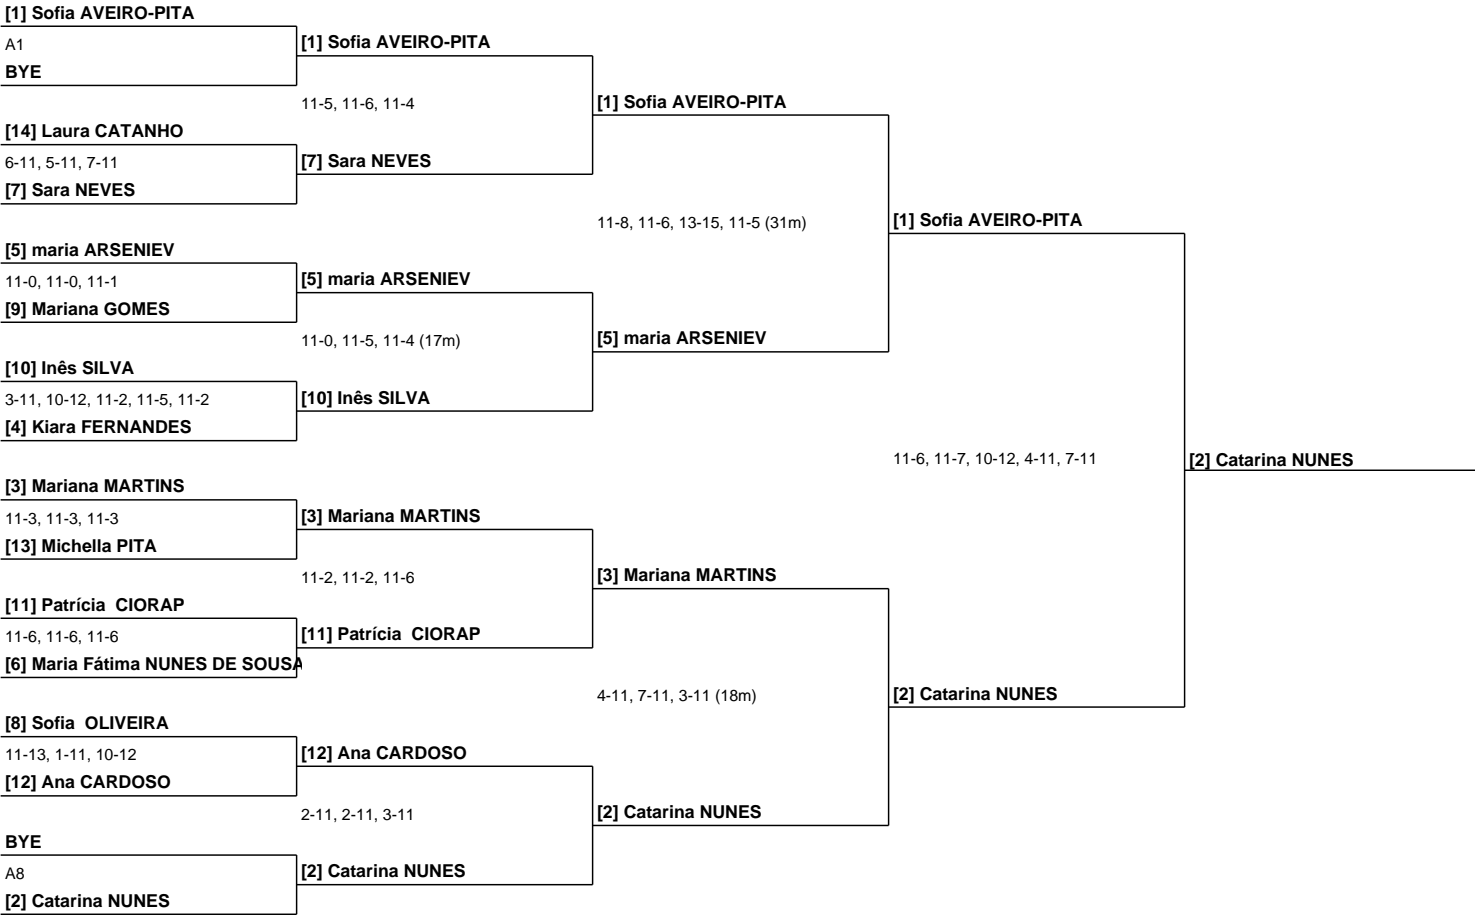 [1] Sofia AVEIRO-PITA
A1
BYE
[14] Laura CATANHO
6-11, 5-11, 7-11
[7] Sara NEVES
[5] maria ARSENIEV
11-0, 11-0, 11-1
[9] Mariana GOMES
[10] Inês SILVA
3-11, 10-12, 11-2, 11-5, 11-2
[4] Kiara FERNANDES
[3] Mariana MARTINS
11-3, 11-3, 11-3
[13] Michella PITA
[11] Patrícia  CIORAP
11-6, 11-6, 11-6
[6] Maria Fátima NUNES DE SOUSA
[8] Sofia  OLIVEIRA
11-13, 1-11, 10-12
[12] Ana CARDOSO
BYE
A8
[2] Catarina NUNES
[1] Sofia AVEIRO-PITA
11-5, 11-6, 11-4
[7] Sara NEVES
[5] maria ARSENIEV
11-0, 11-5, 11-4 (17m)
[10] Inês SILVA
[3] Mariana MARTINS
11-2, 11-2, 11-6
[11] Patrícia  CIORAP
[12] Ana CARDOSO
2-11, 2-11, 3-11
[2] Catarina NUNES
[1] Sofia AVEIRO-PITA
11-8, 11-6, 13-15, 11-5 (31m)
[5] maria ARSENIEV
[3] Mariana MARTINS
4-11, 7-11, 3-11 (18m)
[2] Catarina NUNES
[1] Sofia AVEIRO-PITA
11-6, 11-7, 10-12, 4-11, 7-11
[2] Catarina NUNES
[2] Catarina NUNES